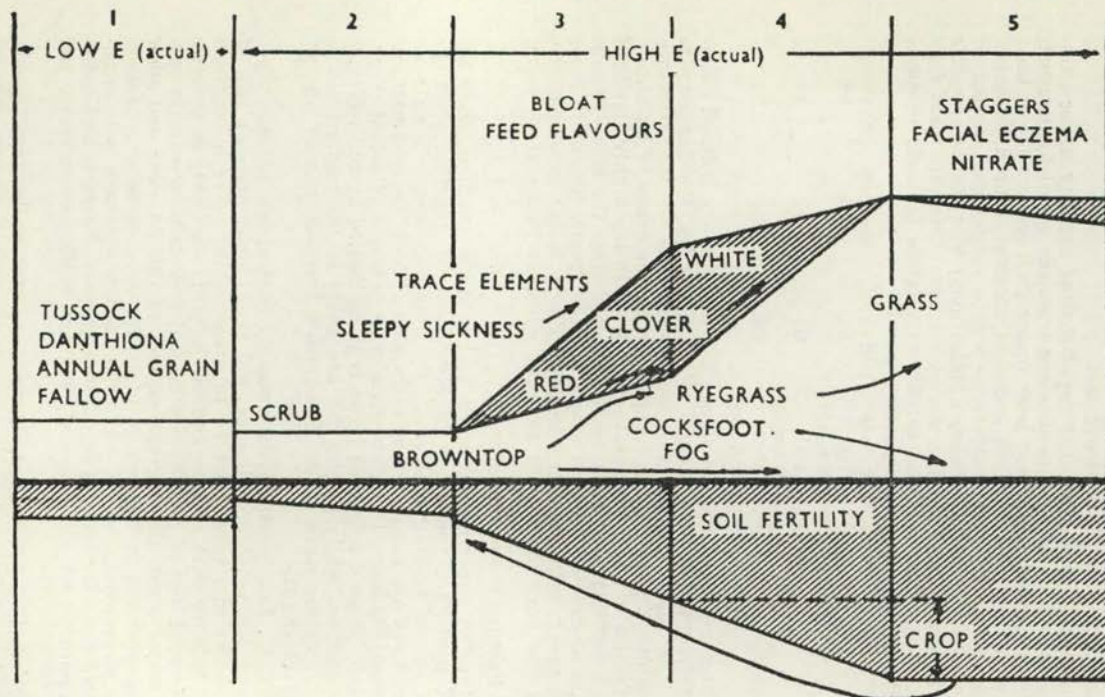 1 2 3 4 5
LOW E (actual)
HIGH E (actual)
BLOAT
FEED FLAVOURS
STAGGERS
FACIAL ECZEMA
NITRATE
TRACE ELEMENTS
SLEEPY SICKNESS
WHITE
CLOVER
RED
GRASS
TUSSOCK
DANTHIONA
ANNUAL GRAIN
FALLOW
SCRUB
RYEGRASS
COCKSFOOT.
FOG
BROWNTOP
SOIL FERTILITY
CROP